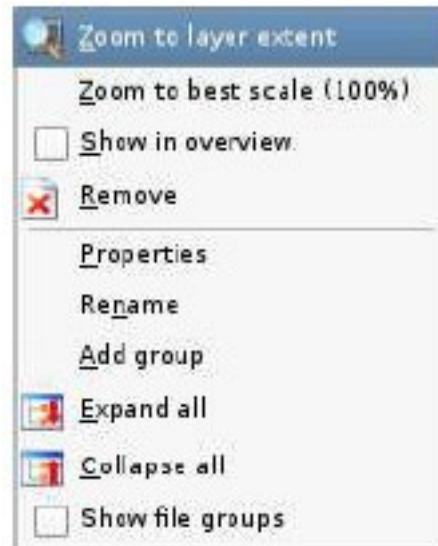 Zoom to layer extent
Zoom to best scale (100%)
Show in overview
Remove
Properties
Rename
Add group
Expand all
Collapse all
Show file groups